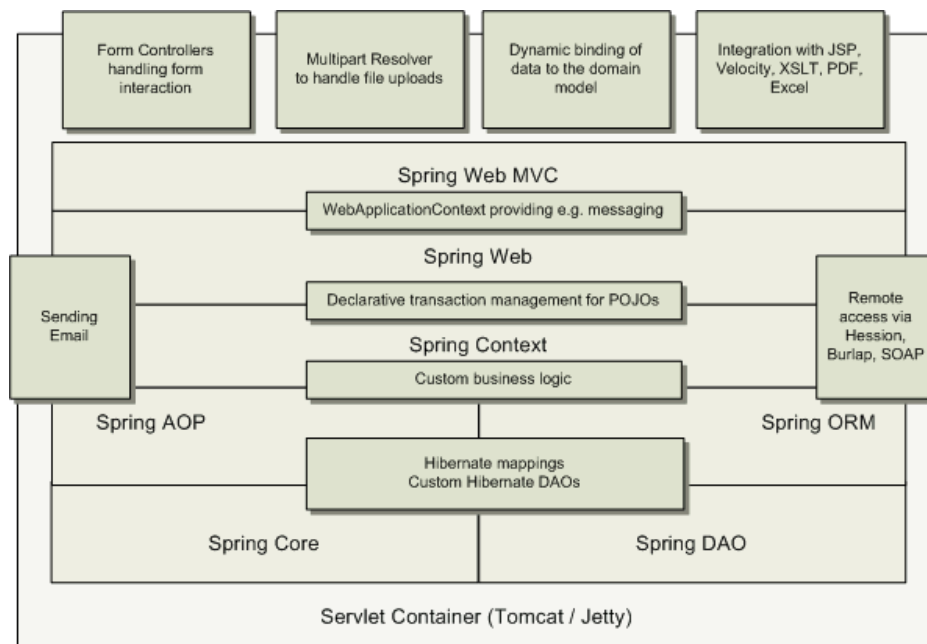 Form Controllers
handling form
interaction
Multipart Resolver
to handle file uploads
Dynamic binding of
data to the domain
model
Integration with JSP,
Velocity, XSLT, PDF,
Excel
Spring Web MVC
WebApplicationContext providing e.g. messaging
Spring Web
Sending
Email
Declarative transaction management for POJOs
Remote
access via
Hession,
Burlap, SOAP
Spring Context
Custom business logic
Spring AOP
Spring ORM
Hibernate mappings
Custom Hibernate DAOs
Spring Core
Spring DAO
Servlet Container (Tomcat / Jetty)